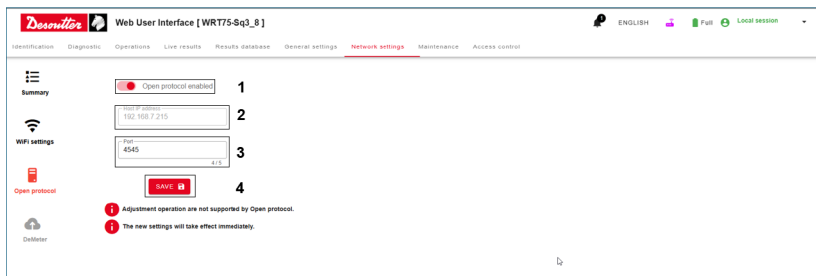 Desoutter Web User Interface [ WRT75-Sq3_8 ] ENGLISH Full Local session
Identification Diagnostic Operations Live results Results database General settings Network settings Maintenance Access control
Summary
WiFi settings
Open protocol
DeMeter
Open protocol enabled 1
Host IP address
192.168.7.215 2
Port
4545 3
4 / 5
SAVE 4
Adjustment operation are not supported by Open protocol.
The new settings will take effect immediately.